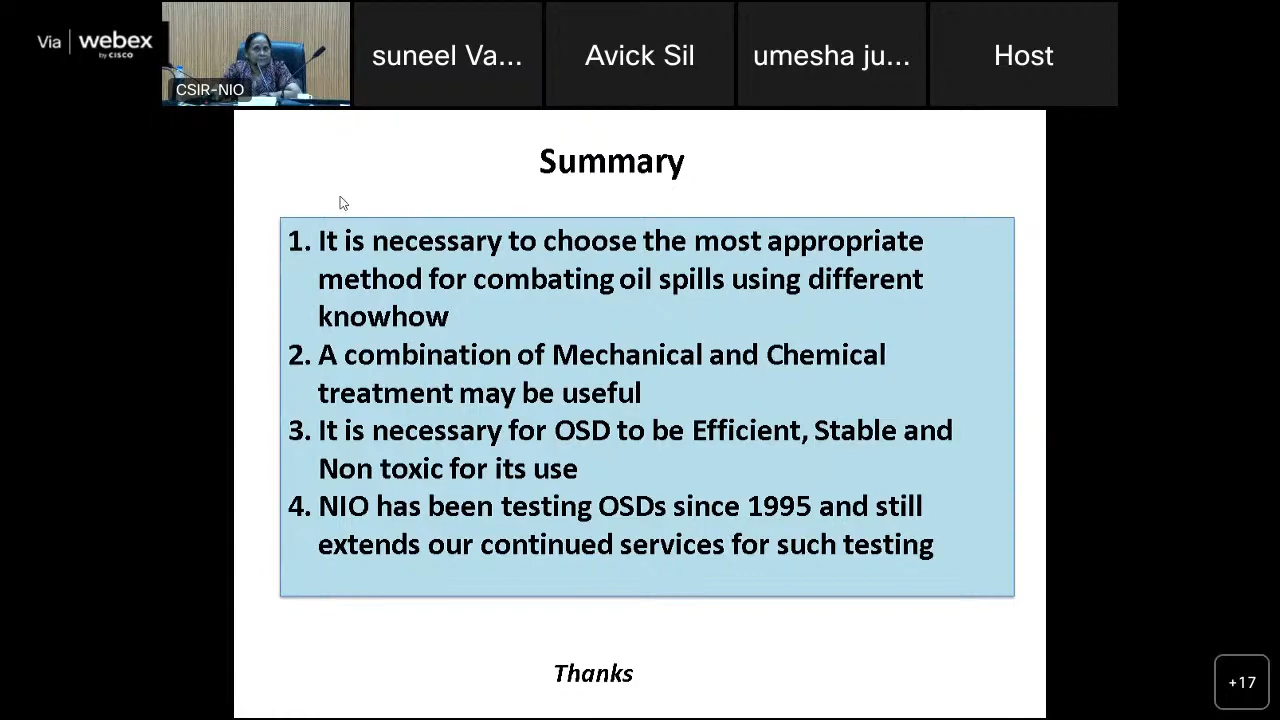 Via | webex
by CISCO
CSIR-NIO
suneel Va...
Avick Sil
umesha ju...
Host
Summary
1. It is necessary to choose the most appropriate
method for combating oil spills using different
knowhow
2. A combination of Mechanical and Chemical
treatment may be useful
3. It is necessary for OSD to be Efficient, Stable and
Non toxic for its use
4. NIO has been testing OSDs since 1995 and still
extends our continued services for such testing
Thanks
+17